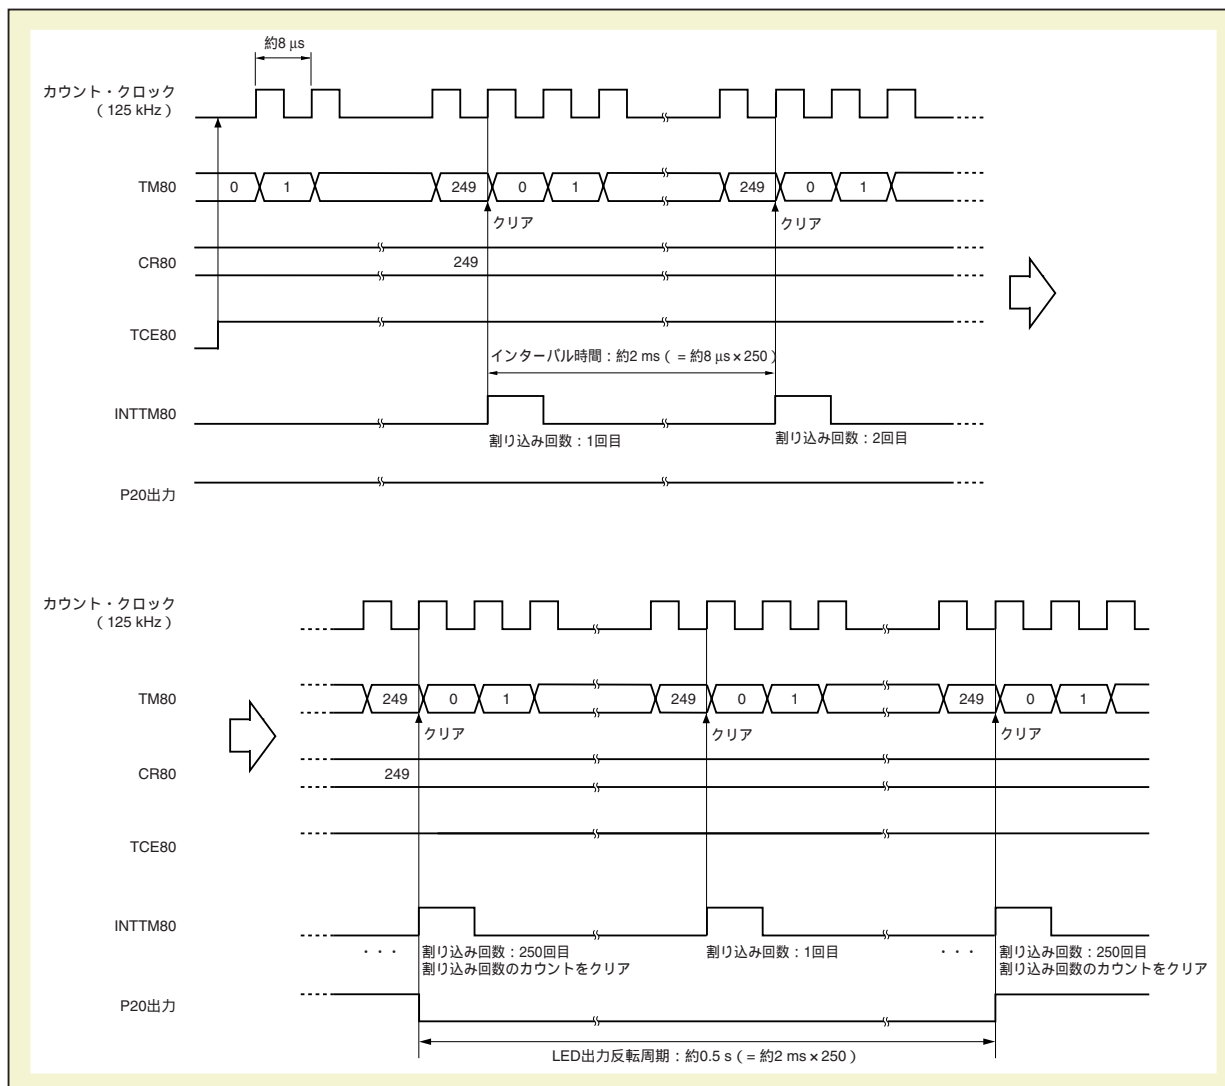 約8 μs
カウント・クロック
( 125 kHz )
TM80
0 1 249 0 1 249 0 1
クリア クリア
CR80
249
TCE80
インターバル時間:約2 ms ( = 約8 μs × 250 )
INTTM80
割り込み回数:1回目 割り込み回数:2回目
P20出力
カウント・クロック
( 125 kHz )
TM80
249 0 1 249 0 1 249 0 1
クリア クリア クリア
CR80
249
TCE80
INTTM80
・・・ 割り込み回数:250回目 割り込み回数:1回目 ・・・ 割り込み回数:250回目
割り込み回数のカウントをクリア 割り込み回数のカウントをクリア
P20出力
LED出力反転周期:約0.5 s ( = 約2 ms × 250 )